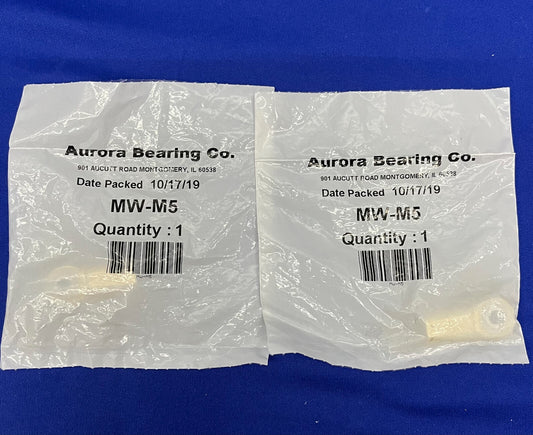 Aurora Bearing Co.
901 AUCUTT ROAD MONTGOMERY, IL 60538
Date Packed 10/17/19
MW-M5
Quantity : 1
Aurora Bearing Co.
901 AUCUTT ROAD MONTGOMERY, IL 60538
Date Packed 10/17/19
MW-M5
Quantity : 1